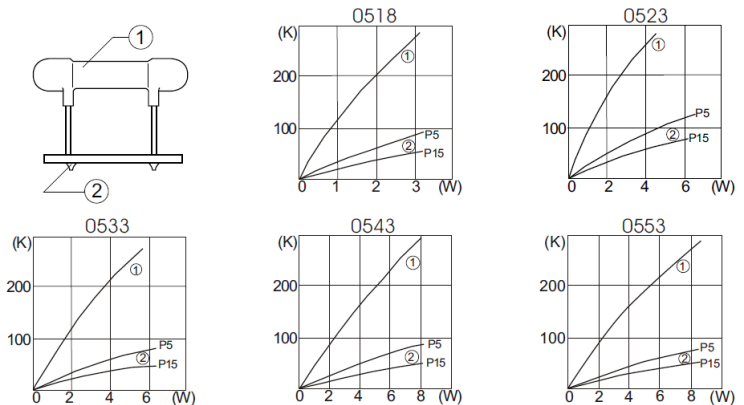 ①
②
0518
(K)
200
100
①
P5
②
P15
0 1 2 3 (W)
0523
(K)
200
100
①
P5
②
P15
0 2 4 6 (W)
0533
(K)
200
100
①
P5
②
P15
0 2 4 6 (W)
0543
(K)
200
100
①
P5
②
P15
0 2 4 6 8 (W)
0553
(K)
200
100
①
P5
②
P15
0 2 4 6 8 (W)